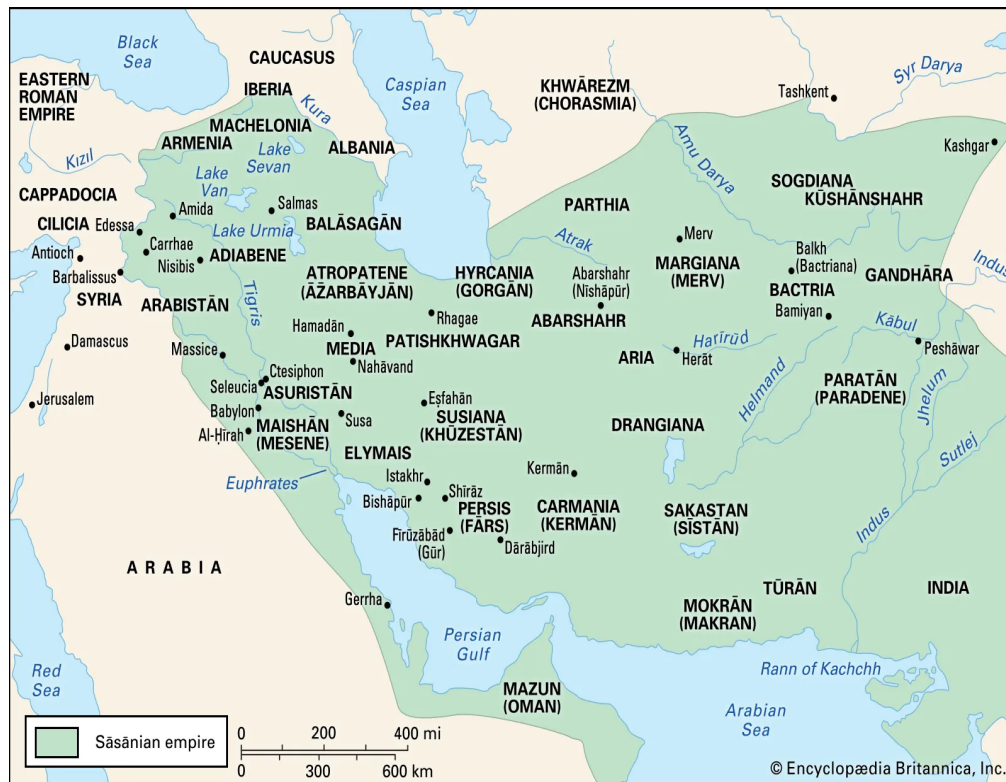 Black
Sea
CAUCASUS
EASTERN
ROMAN
EMPIRE
IBERIA
Kura
Caspian
Sea
KHWĀREZM
(CHORASMIA)
Tashkent
Syr Darya
MACHELONIA
ARMENIA
Lake
Sevan
ALBANIA
Kızıl
Amu Darya
Kashgar
Lake
Van
CAPPADOCIA
SOGDIANA
KŪSHĀNSHAHR
PARTHIA
Amida
Salmas
CILICIA
Edessa
Lake Urmia
BALĀSAGĀN
Atrak
Merv
Carrhae
Antioch
Nisibis
ADIABENE
Balkh
(Bactriana)
Barbalissus
MARGIANA
(MERV)
ATROPATENE
(ĀŹARBĀYJĀN)
HYRCANIA
(GORGĀN)
Abarshahr
(Nīshāpūr)
GANDHĀRA
Indus
SYRIA
ARABISTĀN
Tigris
BACTRIA
Bamiyan
Rhagae
ABARSHAHR
Hamadān
PATISHKHWAGAR
Harīrūd
Kābul
Damascus
Massice
MEDIA
Nahāvand
ARIA
Herāt
Peshāwar
Ctesiphon
Seleucia
ASURISTĀN
Helmand
PARATĀN
(PARADENE)
Jhelum
Jerusalem
Babylon
Eşfahān
Susa
SUSIANA
(KHŪZESTĀN)
MAISHĀN
(MESENE)
DRANGIANA
Al-Ḥīrah
Sutlej
ELYMAIS
Kermān
Euphrates
Istakhr
Bishāpūr
Shīrāz
PERSIS
(FĀRS)
CARMANIA
(KERMĀN)
SAKASTAN
(SĪSTĀN)
Indus
Fīrūzābād
(Gūr)
Dārābjird
ARABIA
TŪRĀN
INDIA
Gerrha
MOKRĀN
(MAKRAN)
Persian
Gulf
Red
Sea
Rann of Kachchh
MAZUN
(OMAN)
Arabian
Sea
Sāsānian empire
0 200 400 mi
0 300 600 km
© Encyclopædia Britannica, Inc.